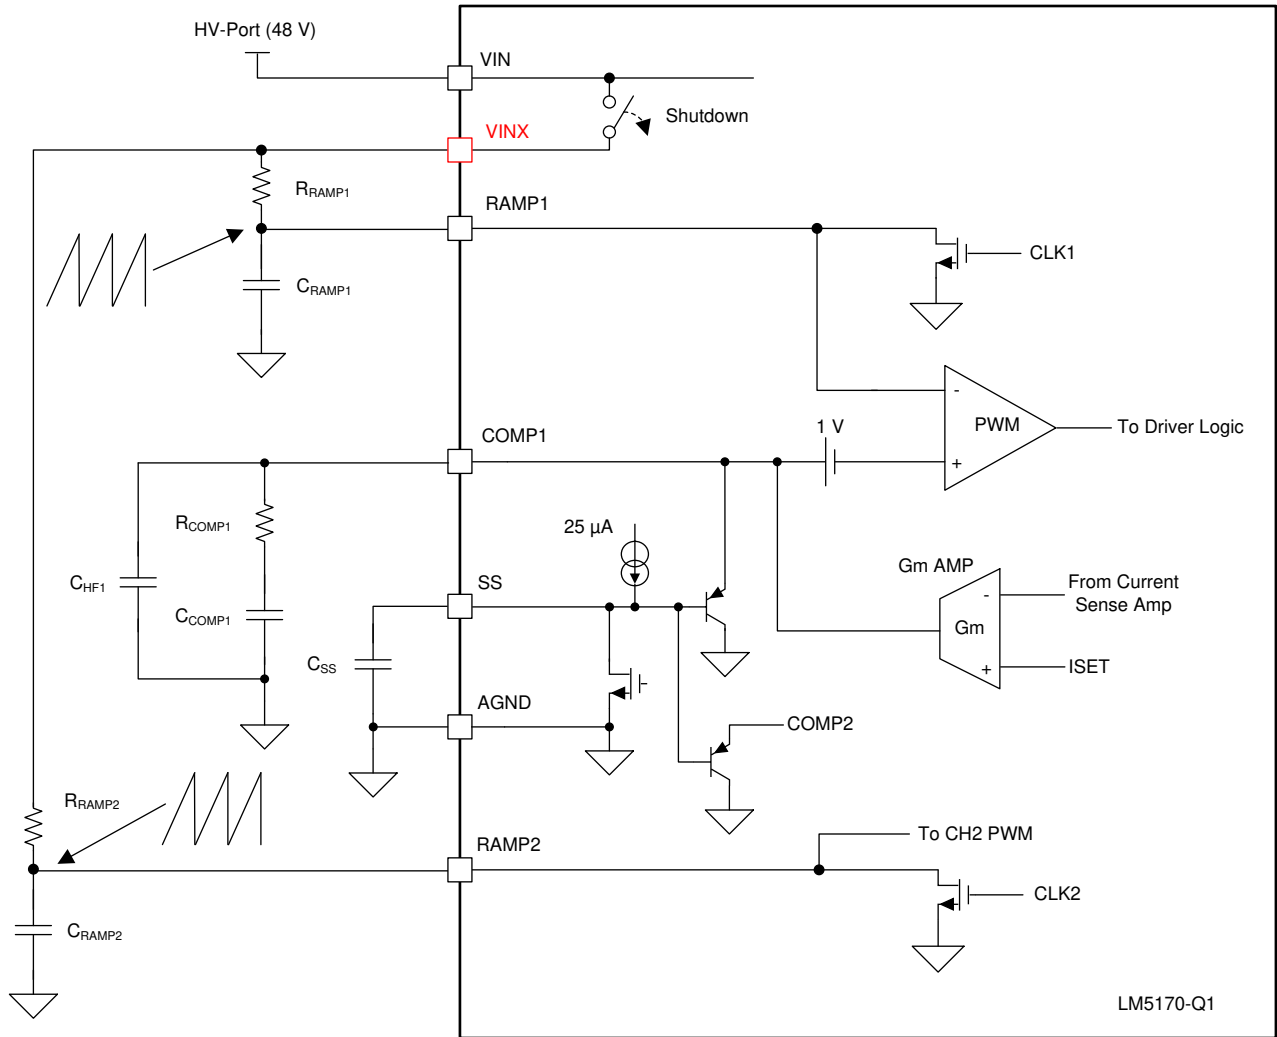 HV-Port (48 V)
VIN
VINX
Shutdown
RRAMP1
RAMP1
CRAMP1
CLK1
COMP1
1 V
-
PWM
+
To Driver Logic
RCOMP1
25 µA
CHF1
SS
Gm AMP
-
Gm
+
From Current
Sense Amp
ISET
CCOMP1
CSS
AGND
COMP2
RRAMP2
RAMP2
To CH2 PWM
CLK2
CRAMP2
LM5170-Q1